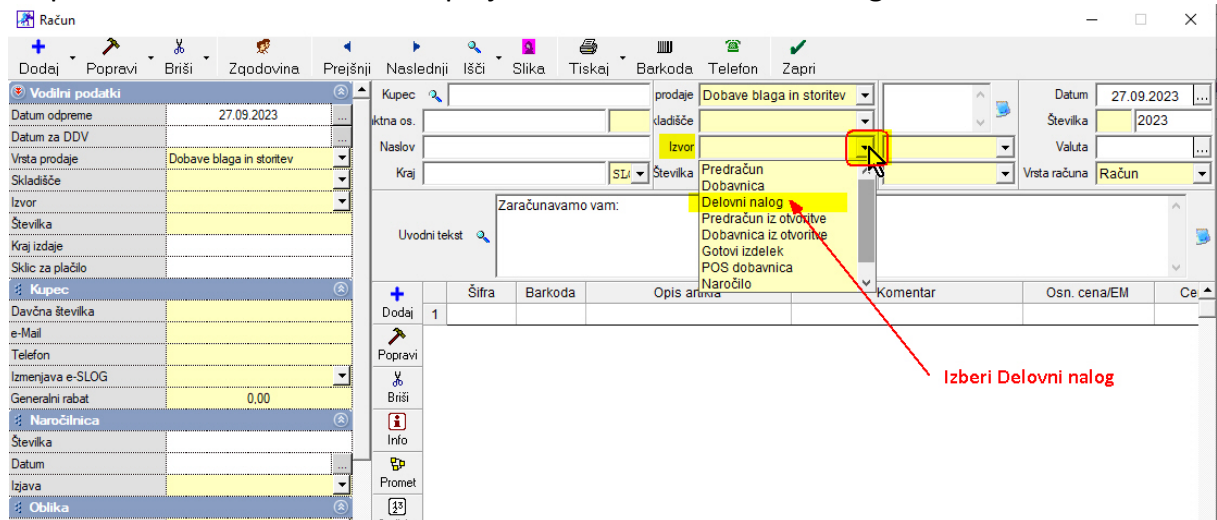 Račun
Dodaj Popravi Briši Zgodovina Prejšnji Naslednji Išči Slika Tiskaj Barkoda Telefon Zapri
Vodilni podatki
Datum odpreme 27.09.2023 ...
Datum za DDV ...
Vrsta prodaje Dobave blaga in storitev
Skladišče
Izvor
Številka
Kraj izdaje
Sklic za plačilo
Kupec
Davčna številka
e-Mail
Telefon
Izmenjava e-SLOG
Generalni rabat 0,00
Naročilnica
Številka
Datum ...
Izjava
Oblika
Kupec prodaje Dobave blaga in storitev Datum 27.09.2023 ...
ktna os. kladišče Številka 2023
Naslov Izvor Valuta ...
Kraj Številka Vrsta računa Račun
Predračun
Dobavnica
Delovni nalog
Predračun iz otvoritve
Dobavnica iz otvoritve
Gotovi izdelek
POS dobavnica
Naročilo
Uvodni tekst Zaračunavamo vam:
Šifra Barkoda Opis artikla Komentar Osn. cena/EM Ce
1
Dodaj
Popravi
Briši
Info
Promet
Izberi Delovni nalog